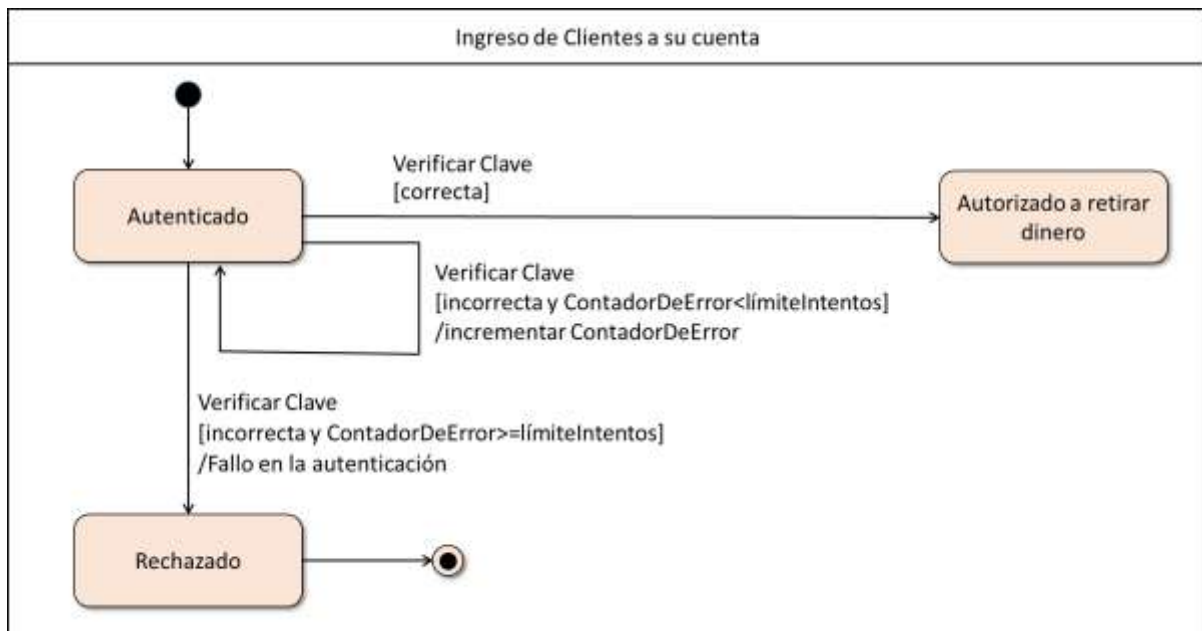 Ingreso de Clientes a su cuenta
Verificar Clave
[correcta]
Autenticado
Autorizado a retirar
dinero
Verificar Clave
[incorrecta y ContadorDeError<límiteIntentos]
/incrementar ContadorDeError
Verificar Clave
[incorrecta y ContadorDeError>=límiteIntentos]
/Fallo en la autenticación
Rechazado